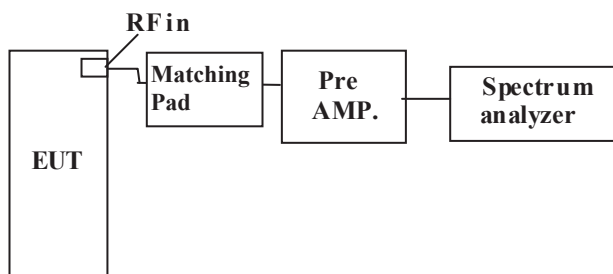 RF in
Matching
Pad
Pre
AMP.
Spectrum
analyzer
EUT